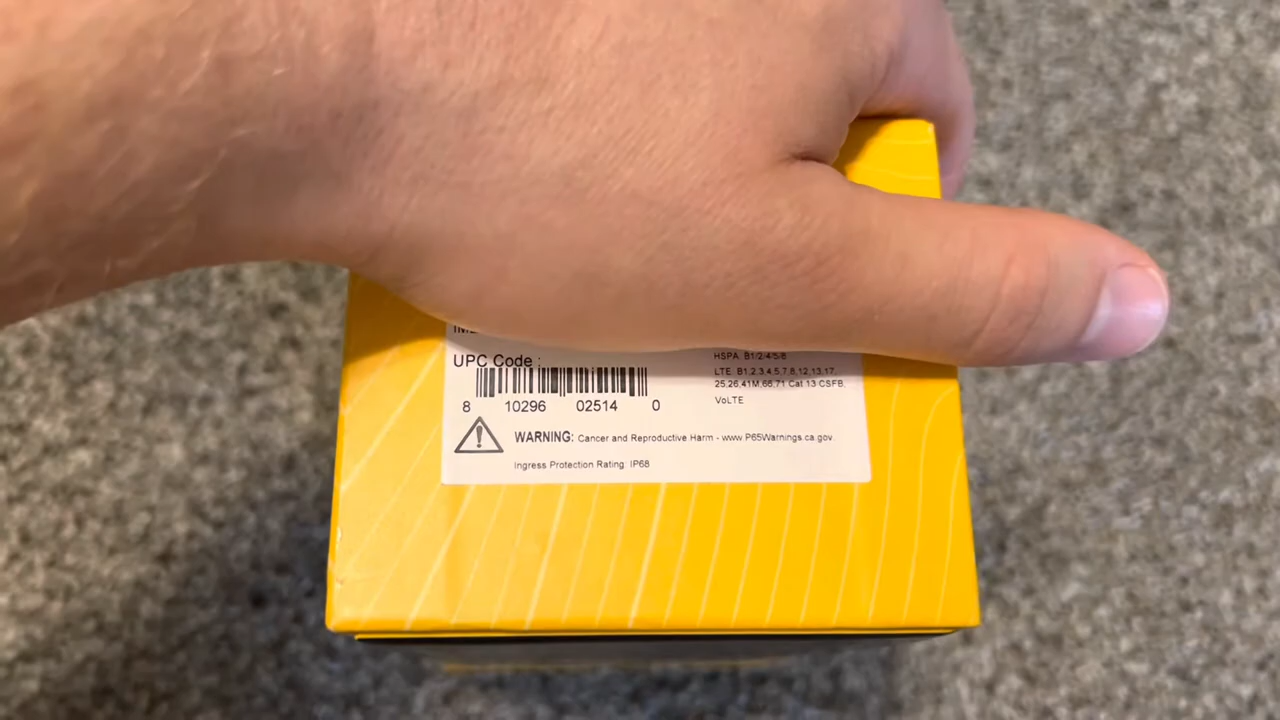 UPC Code :
8 10296 02514 0
WARNING: Cancer and Reproductive Harm - www.P65Warnings.ca.gov.
Ingress Protection Rating: IP68
HSPA B1/2/4/5/8
LTE B1,2,3,4,5,7,8,12,13,17,
25,26,41M,66,71 Cat 13 CSFB,
VoLTE